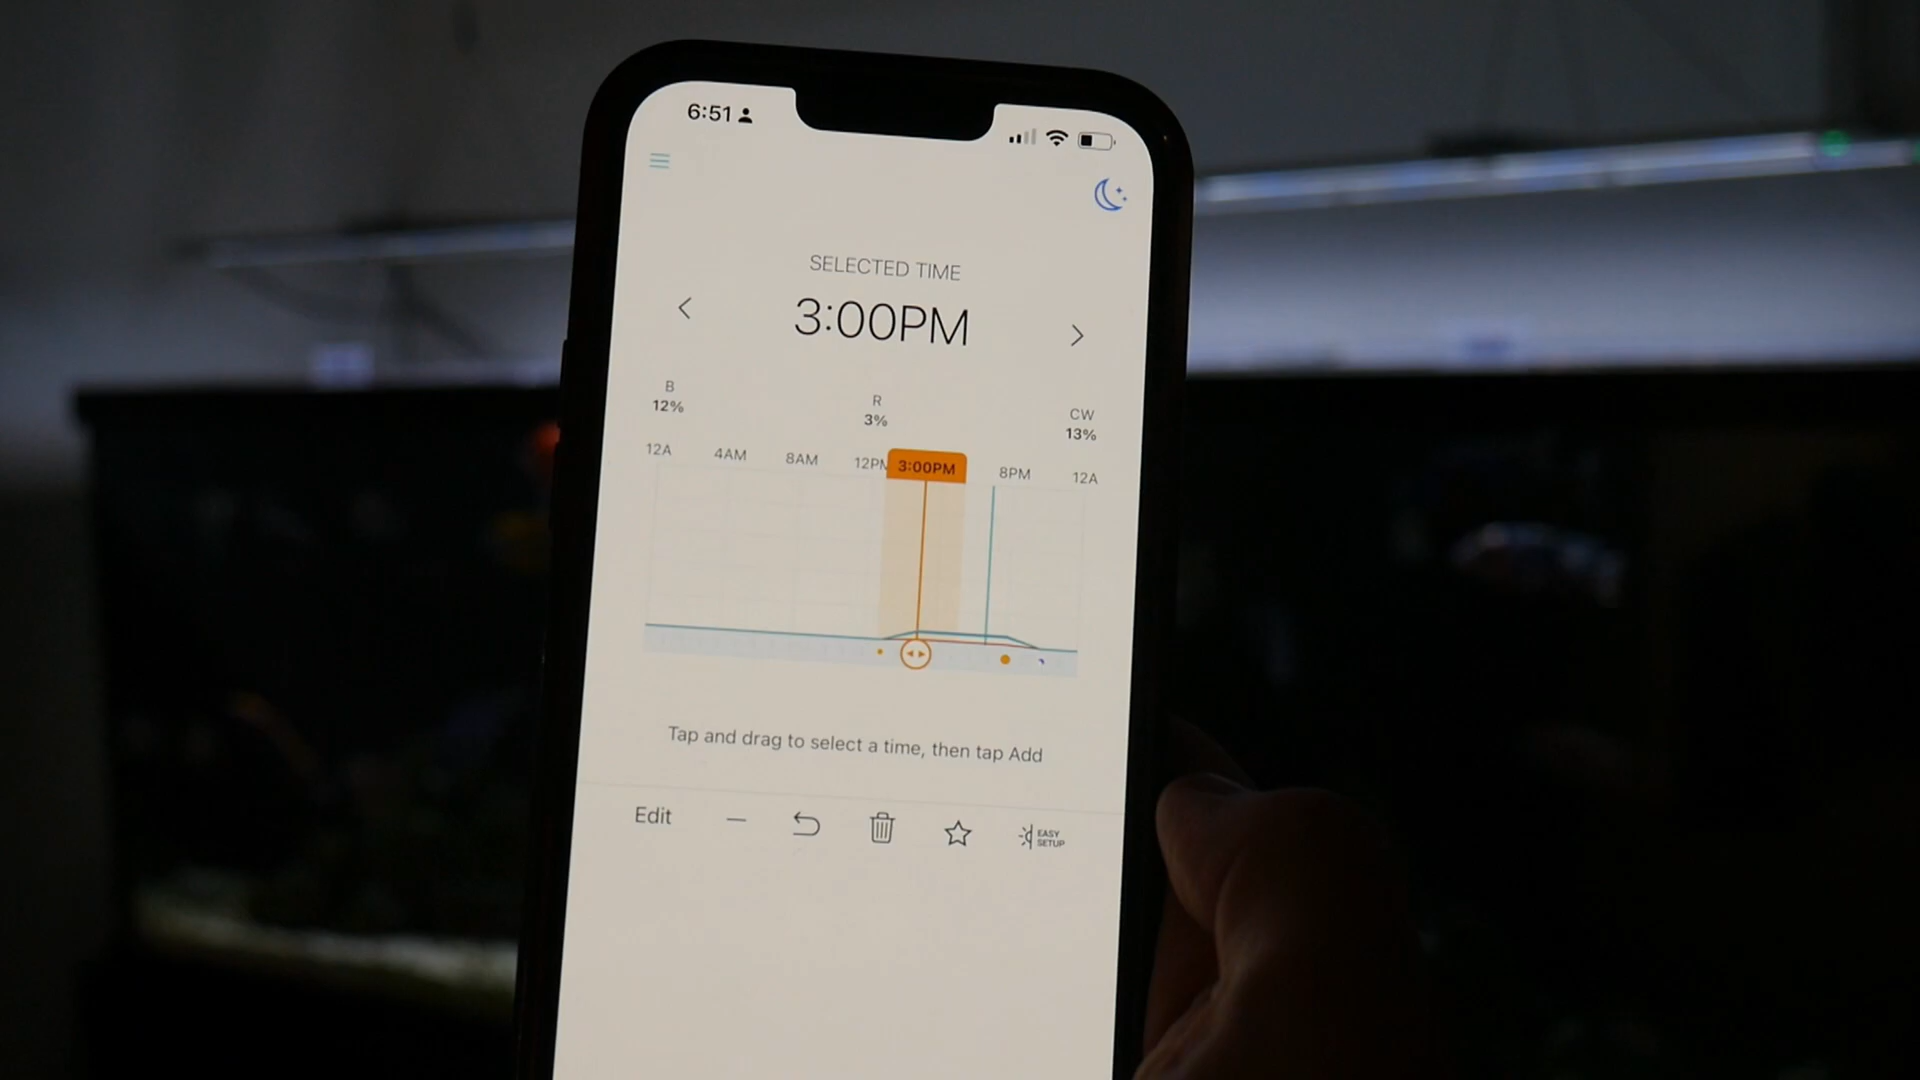 6:51
SELECTED TIME
3:00PM
B
12%
R
3%
CW
13%
12A 4AM 8AM 12PM 3:00PM 8PM 12A
Tap and drag to select a time, then tap Add
Edit
EASY
SETUP